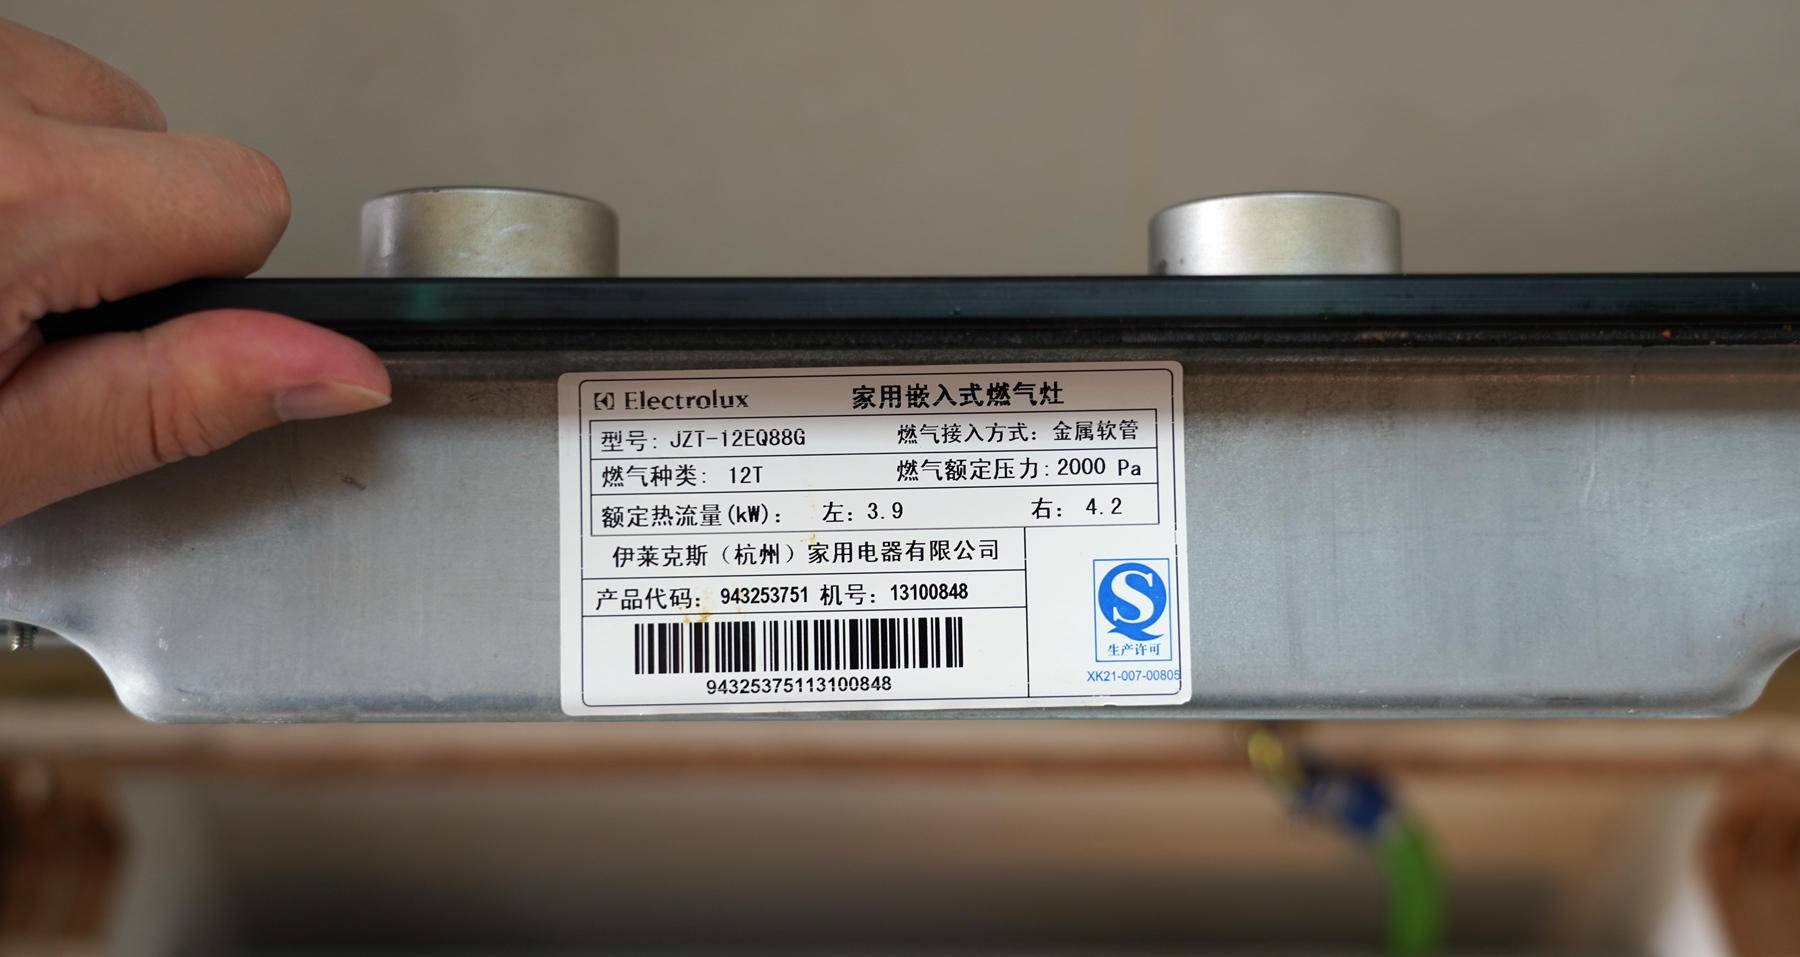 Electrolux 家用嵌入式燃气灶
型号: JZT-12EQ88G 燃气接入方式: 金属软管
燃气种类: 12T 燃气额定压力: 2000 Pa
额定热流量(kW): 左: 3.9 右: 4.2
伊莱克斯（杭州）家用电器有限公司
产品代码: 943253751 机号: 13100848
94325375113100848
生产许可
XK21-007-00805